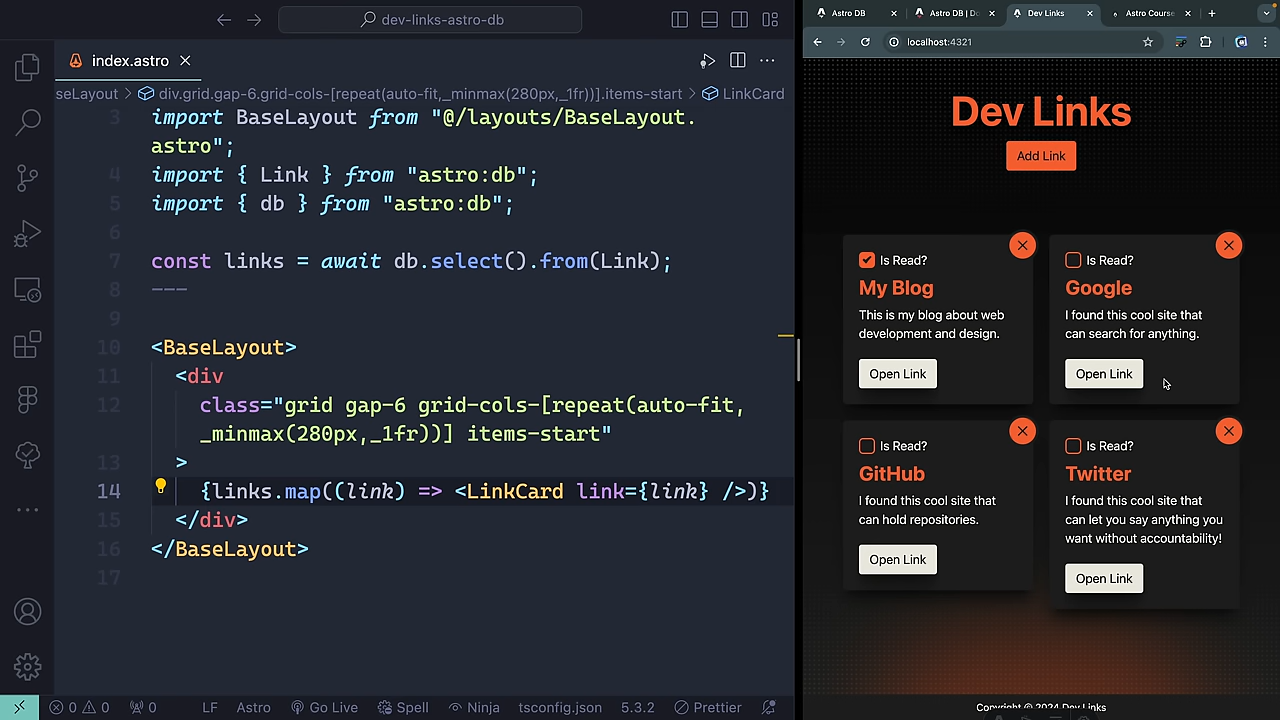 dev-links-astro-db
index.astro
seLayout > div.grid.gap-6.grid-cols-[repeat(auto-fit,_minmax(280px,_1fr))].items-start > LinkCard
3 import BaseLayout from "@/layouts/BaseLayout.
astro";
4 import { Link } from "astro:db";
5 import { db } from "astro:db";
6
7 const links = await db.select().from(Link);
8 ---
9
10 <BaseLayout>
11 <div
12 class="grid gap-6 grid-cols-[repeat(auto-fit,
_minmax(280px,_1fr))] items-start"
13 >
14 {links.map((link) => <LinkCard link={link} />)}
15 </div>
16 </BaseLayout>
17
0 0 0 LF Astro Go Live Spell Ninja tsconfig.json 5.3.2 Prettier
Astro DB
Astro DB | Do
Dev Links
Astro Course
localhost:4321
Dev Links
Add Link
Is Read?
My Blog
This is my blog about web
development and design.
Open Link
Is Read?
Google
I found this cool site that
can search for anything.
Open Link
Is Read?
GitHub
I found this cool site that
can hold repositories.
Open Link
Is Read?
Twitter
I found this cool site that
can let you say anything you
want without accountability!
Open Link
Copyright © 2024 Dev Links